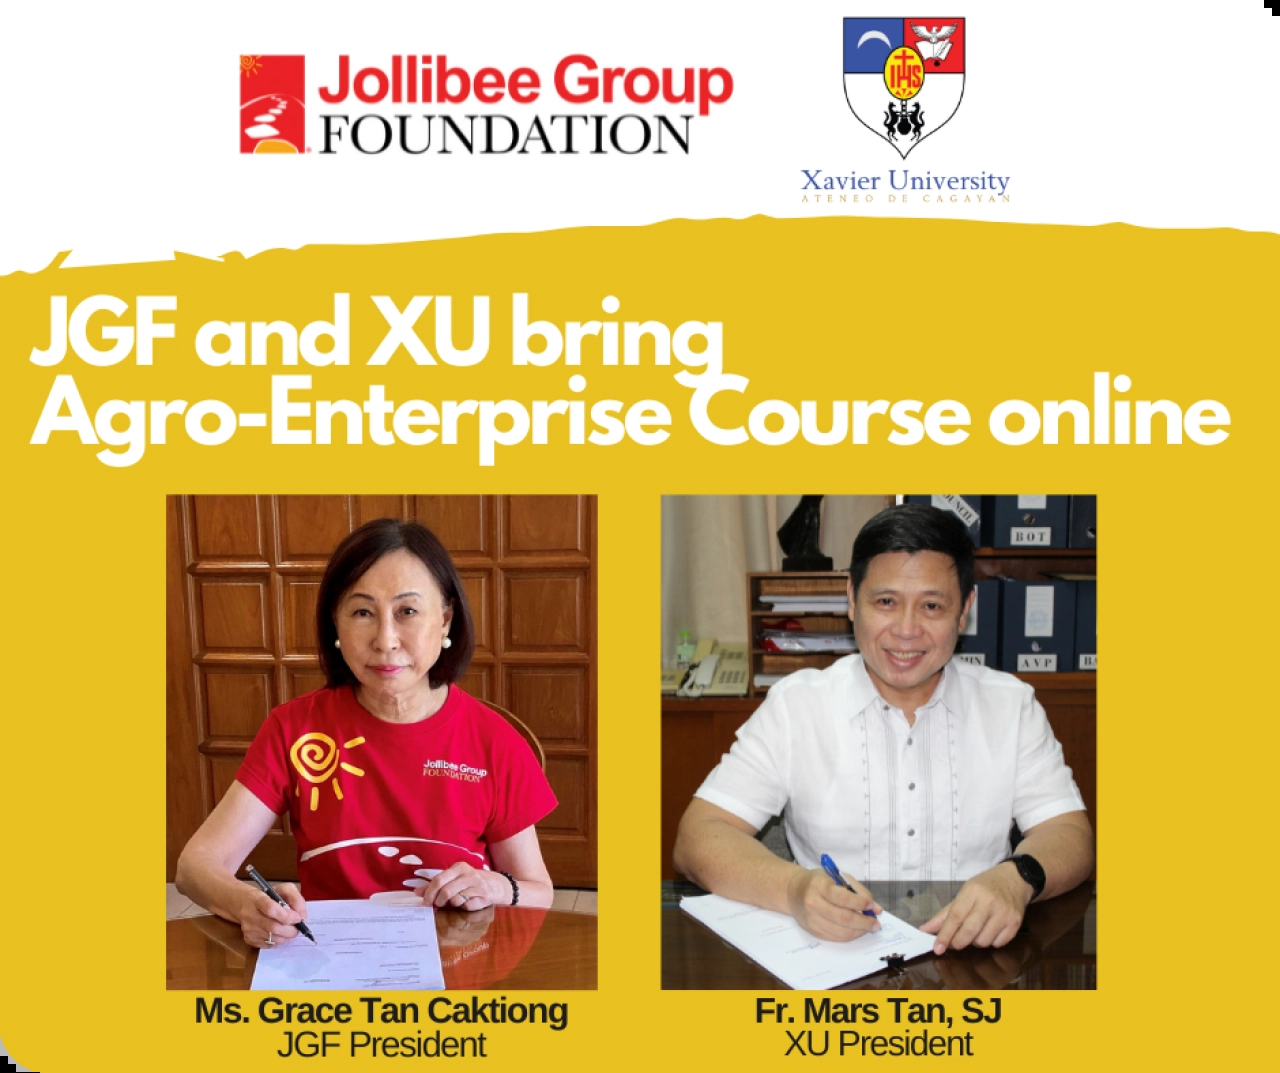 Jollibee Group
FOUNDATION
IHS
Xavier University
ATENEO DE CAGAYAN
JGF and XU bring
Agro-Enterprise Course online
Jollibee Group
FOUNDATION
BOT
AVP
Ms. Grace Tan Caktiong
JGF President
Fr. Mars Tan, SJ
XU President